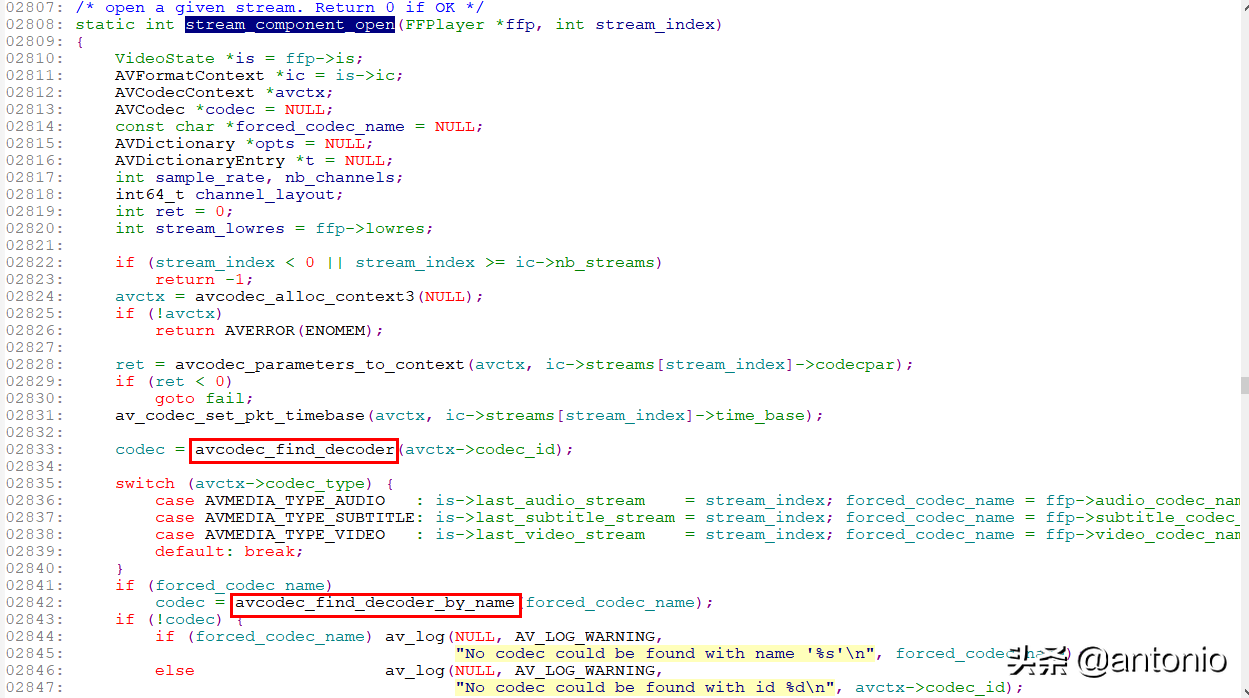 02807: /* open a given stream. Return 0 if OK */
02808: static int stream_component_open(FFPlayer *ffp, int stream_index)
02809: {
02810:     VideoState *is = ffp->is;
02811:     AVFormatContext *ic = is->ic;
02812:     AVCodecContext *avctx;
02813:     AVCodec *codec = NULL;
02814:     const char *forced_codec_name = NULL;
02815:     AVDictionary *opts = NULL;
02816:     AVDictionaryEntry *t = NULL;
02817:     int sample_rate, nb_channels;
02818:     int64_t channel_layout;
02819:     int ret = 0;
02820:     int stream_lowres = ffp->lowres;
02821:
02822:     if (stream_index < 0 || stream_index >= ic->nb_streams)
02823:         return -1;
02824:     avctx = avcodec_alloc_context3(NULL);
02825:     if (!avctx)
02826:         return AVERROR(ENOMEM);
02827:
02828:     ret = avcodec_parameters_to_context(avctx, ic->streams[stream_index]->codecpar);
02829:     if (ret < 0)
02830:         goto fail;
02831:     av_codec_set_pkt_timebase(avctx, ic->streams[stream_index]->time_base);
02832:
02833:     codec = avcodec_find_decoder(avctx->codec_id);
02834:
02835:     switch (avctx->codec_type) {
02836:         case AVMEDIA_TYPE_AUDIO   : is->last_audio_stream    = stream_index; forced_codec_name = ffp->audio_codec_nam
02837:         case AVMEDIA_TYPE_SUBTITLE: is->last_subtitle_stream = stream_index; forced_codec_name = ffp->subtitle_codec_
02838:         case AVMEDIA_TYPE_VIDEO   : is->last_video_stream    = stream_index; forced_codec_name = ffp->video_codec_nam
02839:         default: break;
02840:     }
02841:     if (forced_codec_name)
02842:         codec = avcodec_find_decoder_by_name(forced_codec_name);
02843:     if (!codec) {
02844:         if (forced_codec_name) av_log(NULL, AV_LOG_WARNING,
02845:                                       "No codec could be found with name '%s'\n", forced_codec_name)
02846:         else                   av_log(NULL, AV_LOG_WARNING,
02847:                                       "No codec could be found with id %d\n", avctx->codec_id);
头条 @antonio